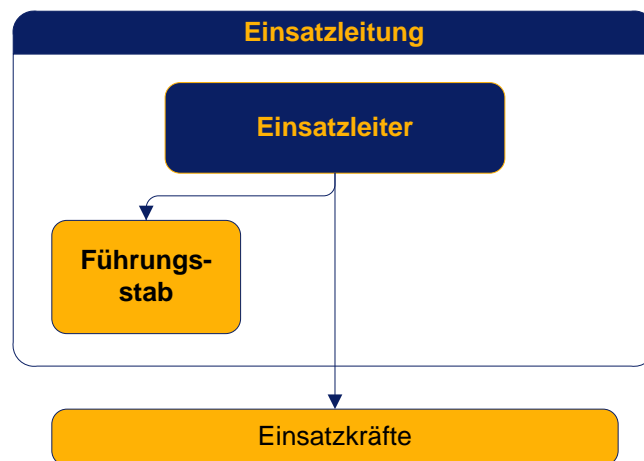 Einsatzleitung
Einsatzleiter
Führungs-
stab
Einsatzkräfte